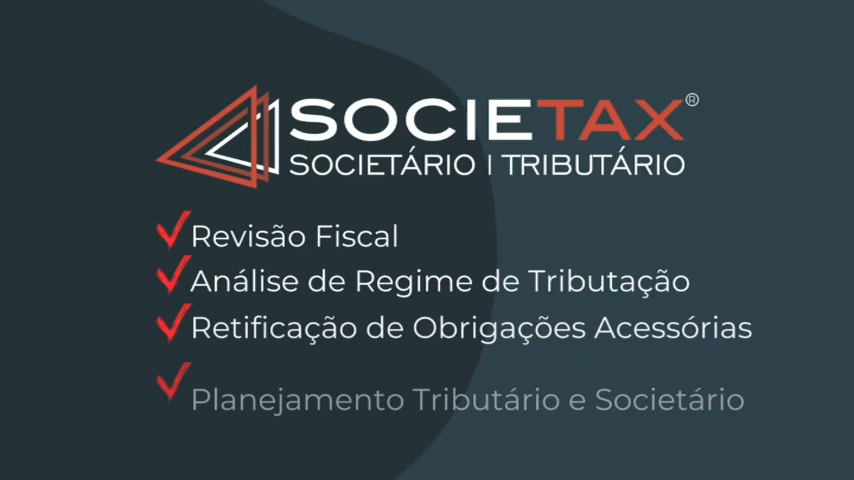 SOCIETAX®
SOCIETÁRIO | TRIBUTÁRIO
Revisão Fiscal
Análise de Regime de Tributação
Retificação de Obrigações Acessórias
Planejamento Tributário e Societário